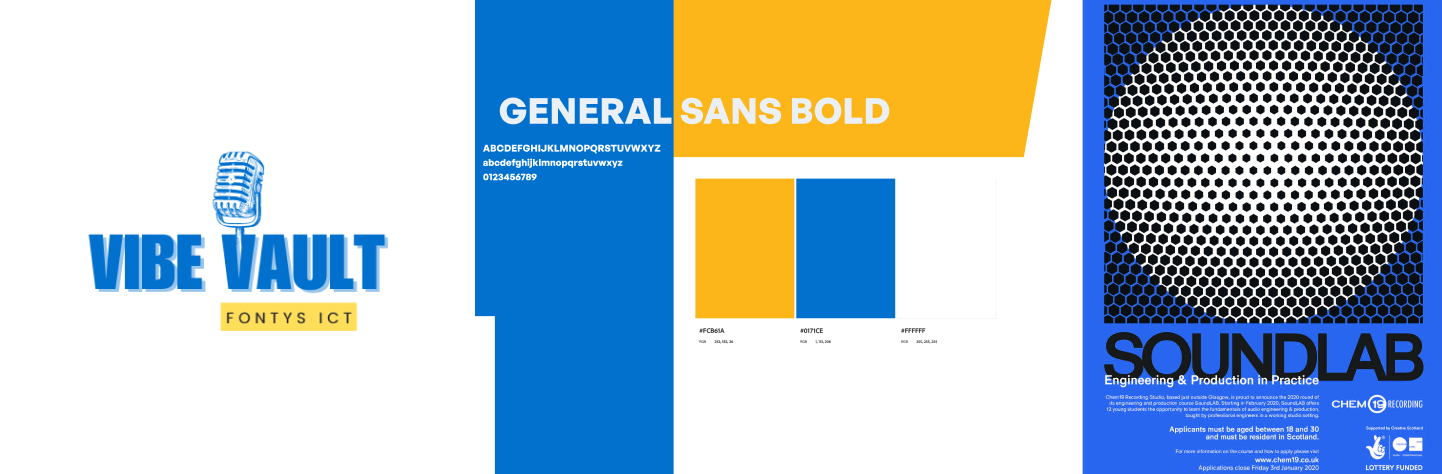 VIBE VAULT
FONTYS ICT
GENERAL SANS BOLD
ABCDEFGHIJKLMNOPQRSTUVWXYZ
abcdefghijklmnopqrstuvwxyz
0123456789
#FCB61A
RGB 252, 182, 26
#0171CE
RGB 1, 113, 206
#FFFFFF
RGB 255, 255, 255
SOUNDLAB
Engineering & Production in Practice
Chem19 Recording Studio, based just outside Glasgow, is proud to announce the 2020 round of
its engineering and production course SoundLAB. Starting in February 2020, SoundLAB offers
12 young students the opportunity to learn the fundamentals of audio engineering & production,
taught by professional engineers in a working studio setting.
CHEM 19 RECORDING
Applicants must be aged between 18 and 30
and must be resident in Scotland.
Supported by Creative Scotland
For more information on the course and how to apply please visit
www.chem19.co.uk
Applications close Friday 3rd January 2020
LOTTERY FUNDED